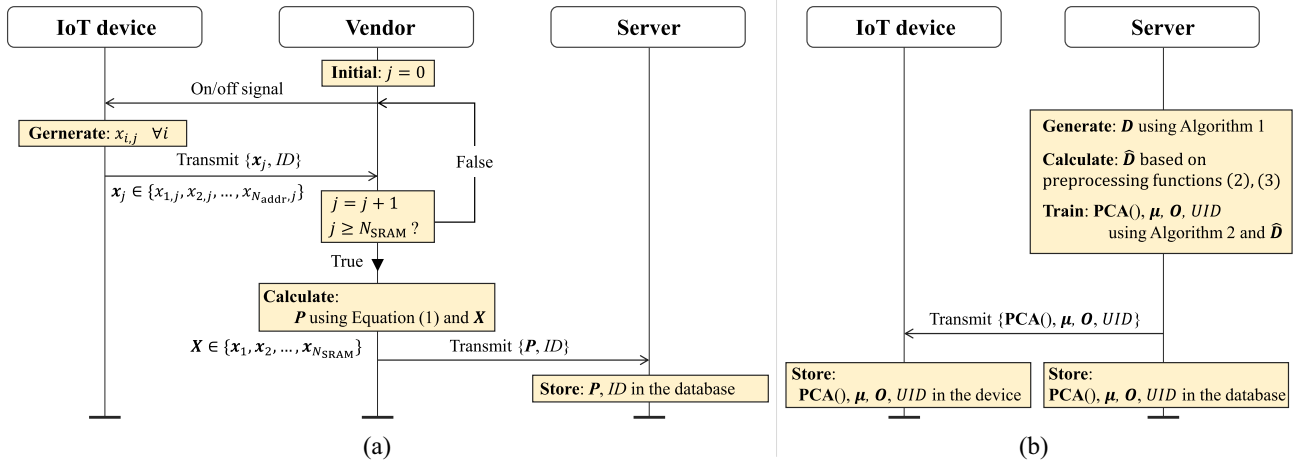 IoT device
Vendor
Server
Initial: j = 0
On/off signal
Gernerate: x_{i,j} ∀i
Transmit {x_j, ID}
False
x_j ∈ {x_{1,j}, x_{2,j}, ..., x_{N_addr,j}}
j = j + 1
j ≥ N_SRAM ?
True
Calculate:
P using Equation (1) and X
X ∈ {x_1, x_2, ..., x_{N_SRAM}}
Transmit {P, ID}
Store: P, ID in the database
(a)
IoT device
Server
Generate: D using Algorithm 1
Calculate: D̂ based on
preprocessing functions (2), (3)
Train: PCA(), μ, O, UID
using Algorithm 2 and D̂
Transmit {PCA(), μ, O, UID}
Store:
PCA(), μ, O, UID in the device
Store:
PCA(), μ, O, UID in the database
(b)